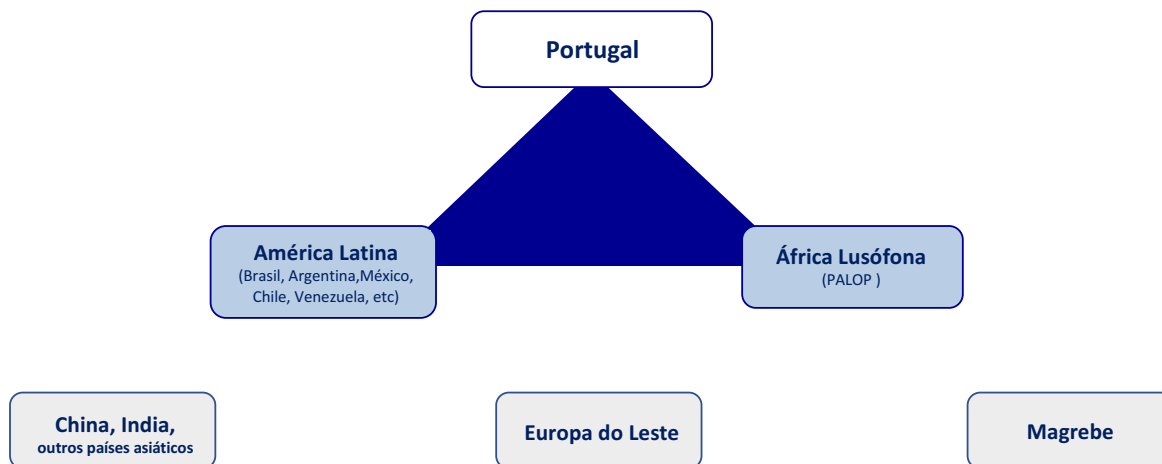 Portugal
América Latina
(Brasil, Argentina,México,
Chile, Venezuela, etc)
África Lusófona
(PALOP )
China, India,
outros países asiáticos
Europa do Leste
Magrebe